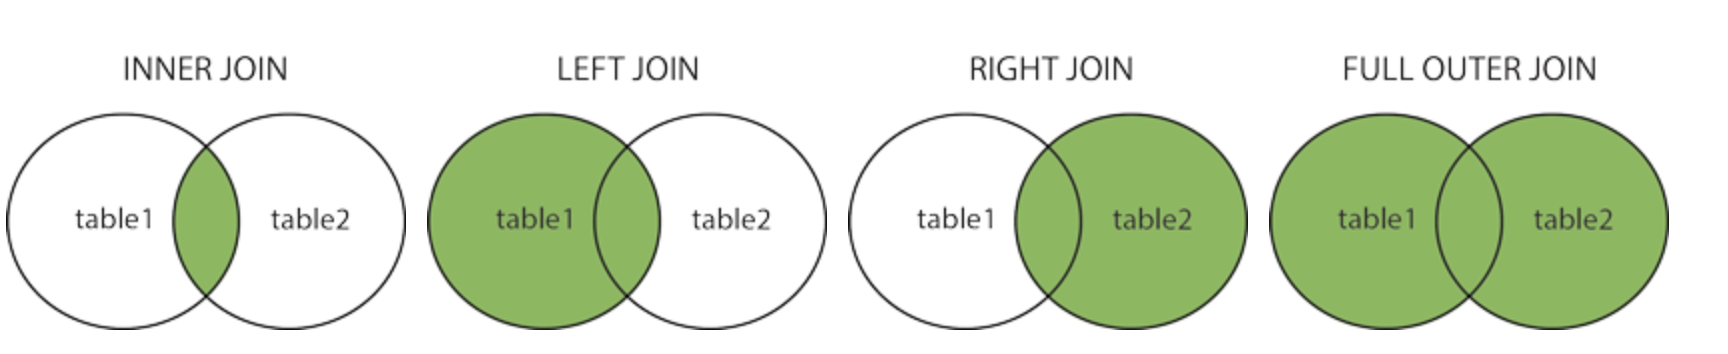 INNER JOIN
LEFT JOIN
RIGHT JOIN
FULL OUTER JOIN
table1
table2
table1
table2
table1
table2
table1
table2